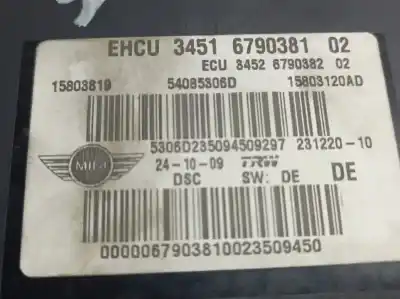 EHCU 3451 6790381 02
ECU 3452 6790382 02
15803819 54085306D 15803120AD
5306D235094509297 231220-10
MINI 24-10-09 TRW DE
DSC SW: DE
0000067903810023509450